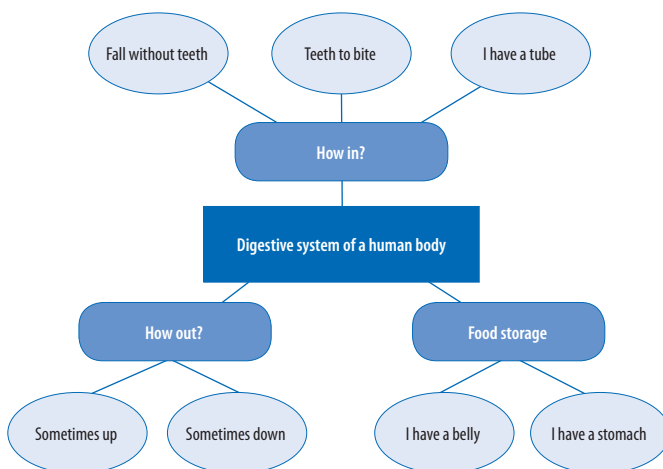 Fall without teeth
Teeth to bite
I have a tube
How in?
Digestive system of a human body
How out?
Food storage
Sometimes up
Sometimes down
I have a belly
I have a stomach